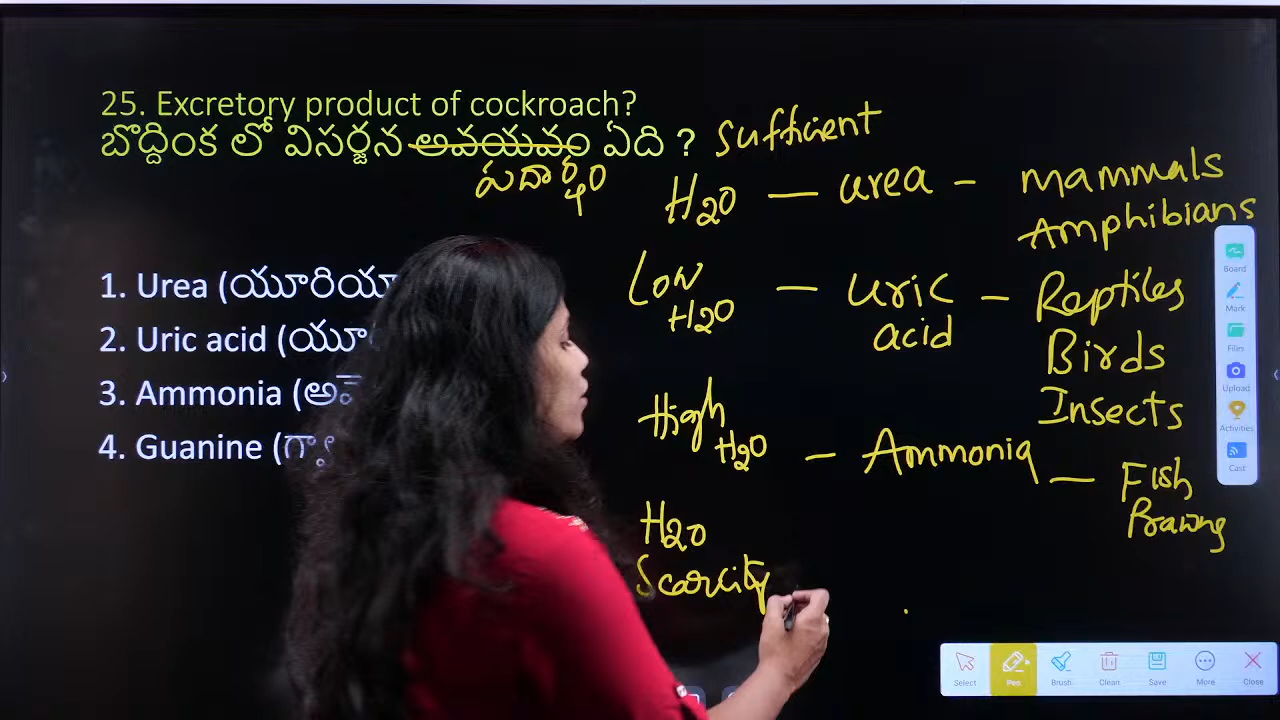 25. Excretory product of cockroach?
బొద్దింక లో విసర్జన అవయవం ఏది ?
పదార్థం
Sufficient
H2O — urea — mammals
Amphibians
Low
H2O — uric acid — Reptiles
Birds
Insects
High
H2O — Ammonia — Fish
Prawns
H2O
Scarcity
1. Urea (యూరియా
2. Uric acid (యూ
3. Ammonia (అమ
4. Guanine (గ్వా
Board
Mark
Files
Upload
Activities
Cast
Select
Pen
Brush
Clean
Save
More
Close